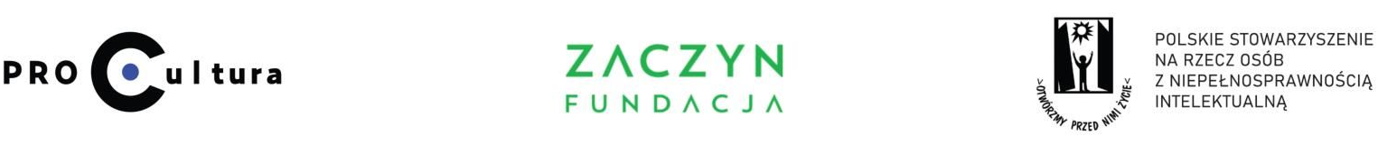 PRO Cultura
ZACZYN
FUNDACJA
OTWÓRZMY PRZED NIMI ŻYCIE
POLSKIE STOWARZYSZENIE
NA RZECZ OSÓB
Z NIEPEŁNOSPRAWNOŚCIĄ
INTELEKTUALNĄ